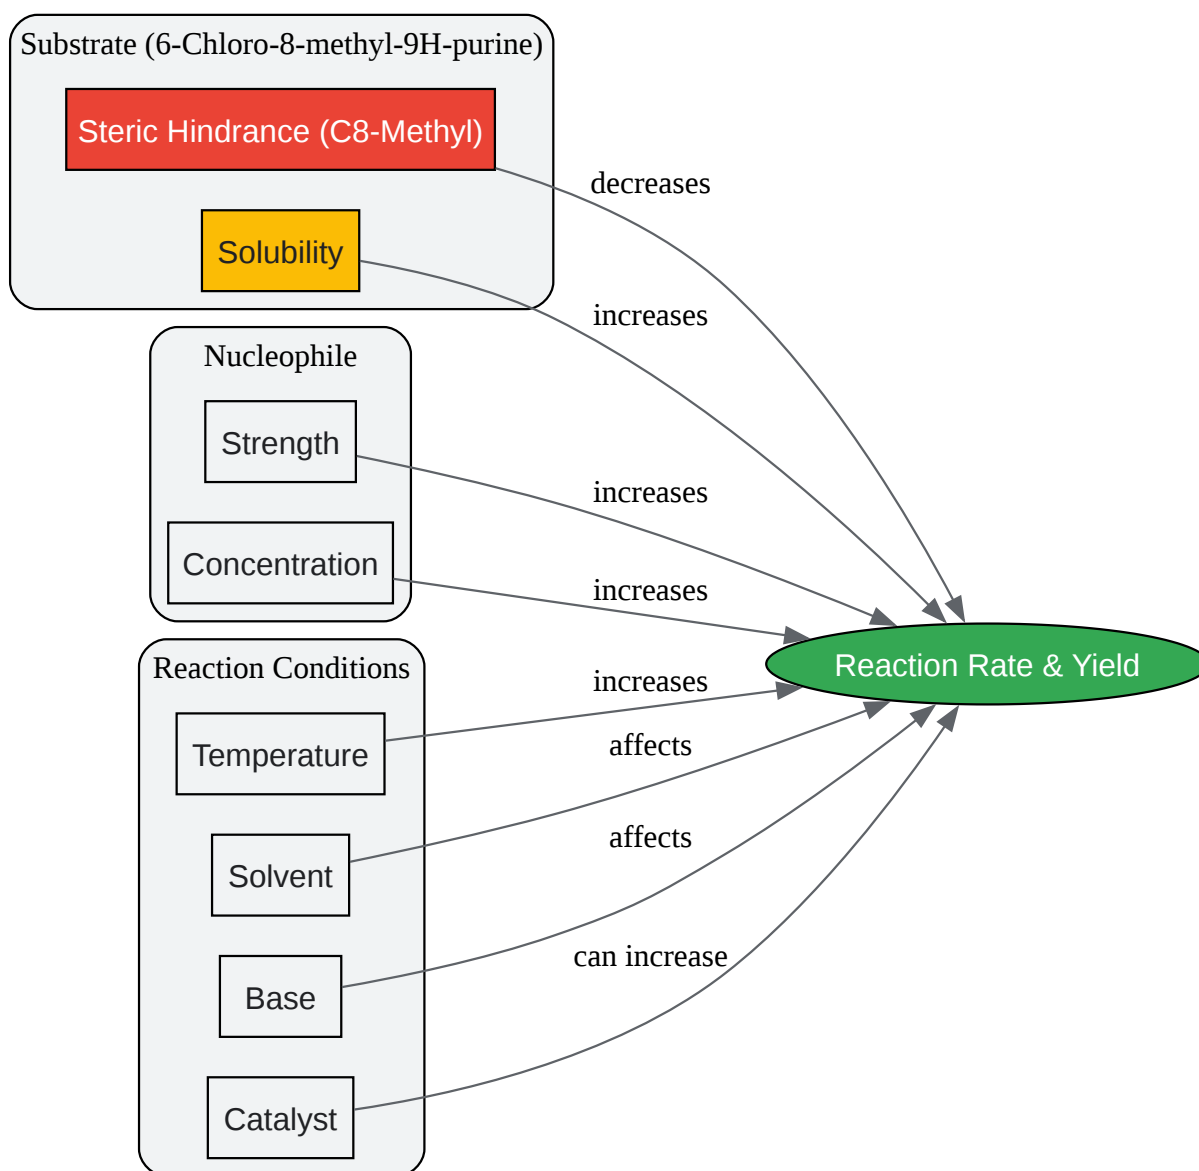 Substrate (6-Chloro-8-methyl-9H-purine)
Steric Hindrance (C8-Methyl)
decreases
Solubility
increases
Nucleophile
Strength
increases
Concentration
increases
Reaction Conditions
Reaction Rate & Yield
Temperature
increases
Solvent
affects
Base
affects
Catalyst
can increase